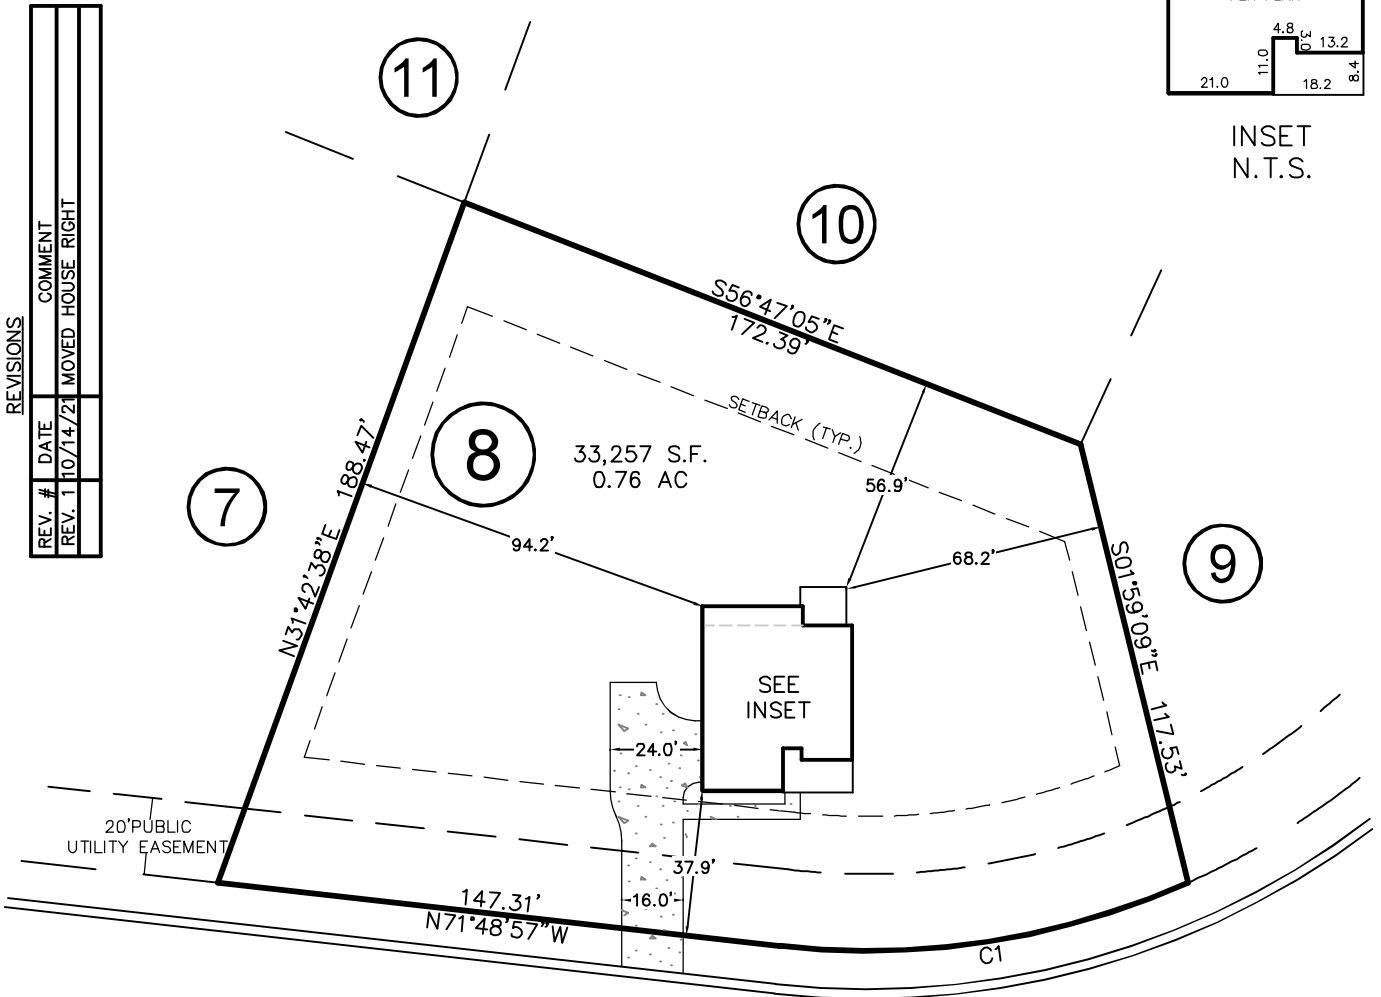 REVISIONS
REV. # DATE COMMENT
REV. 1 10/14/21 MOVED HOUSE RIGHT
11
10
4.8
3.0
13.2
11.0
8.4
21.0
18.2
INSET
N.T.S.
S56°47'05"E
172.39'
SETBACK (TYP.)
8
33,257 S.F.
0.76 AC
7
9
N31°42'38"E 188.47'
94.2'
56.9'
68.2'
S01°59'09"E 117.53'
SEE
INSET
24.0'
20'PUBLIC
UTILITY EASEMENT
37.9'
16.0'
147.31'
N71°48'57"W
C1